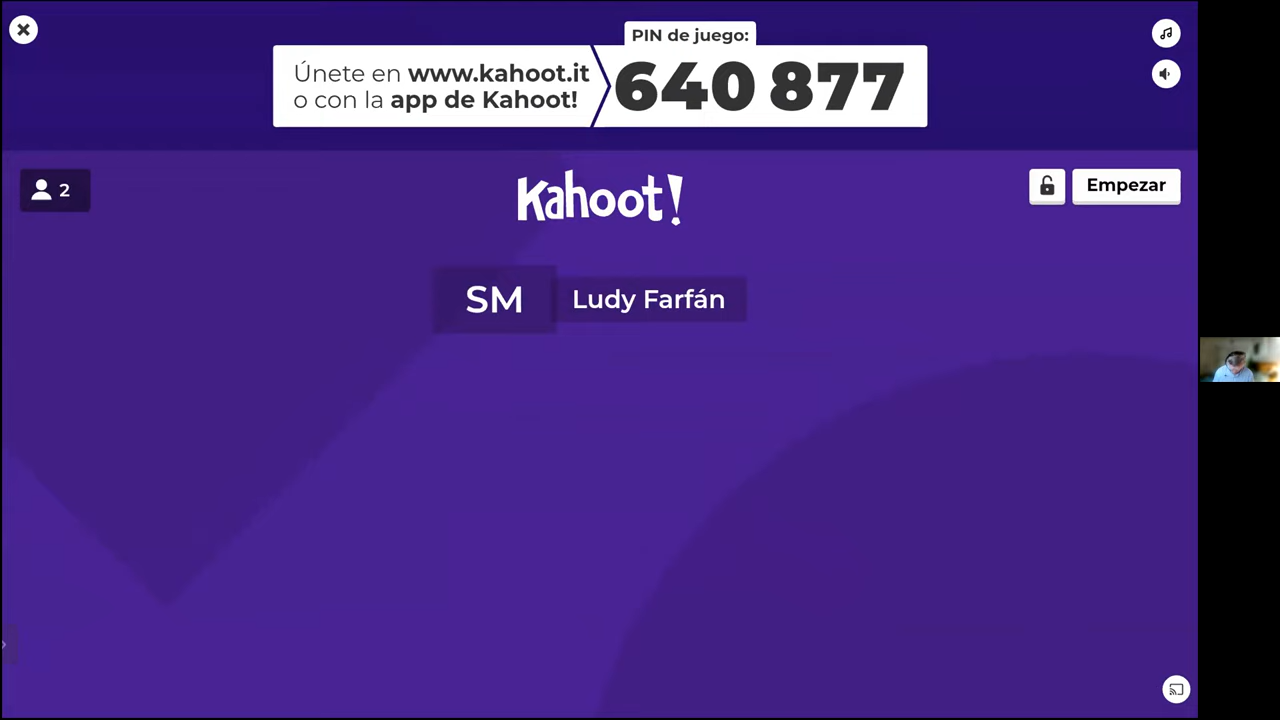 PIN de juego:
Únete en www.kahoot.it
o con la app de Kahoot!
640 877
2
Kahoot!
Empezar
SM
Ludy Farfán